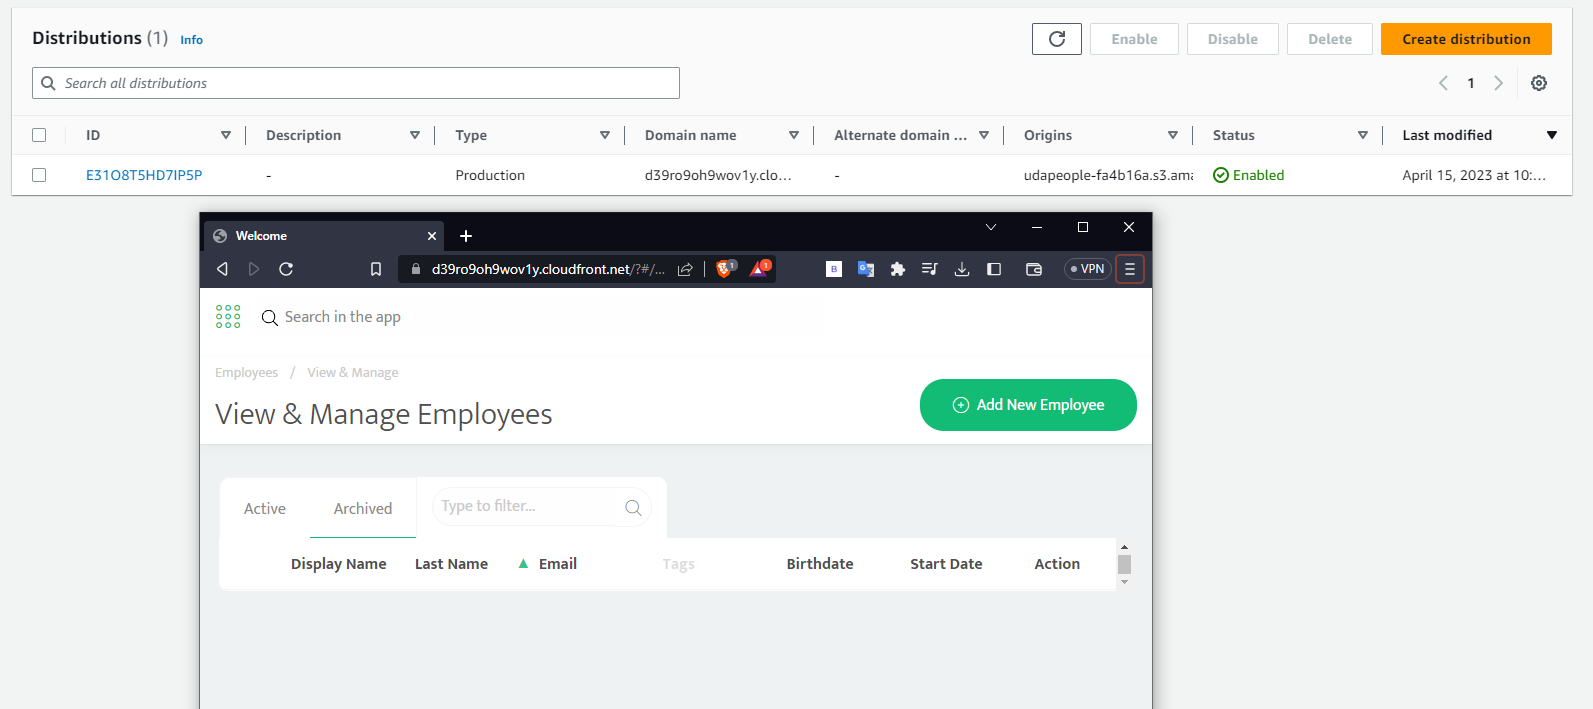 Distributions (1) Info
Enable Disable Delete Create distribution
Search all distributions
1
ID Description Type Domain name Alternate domain ... Origins Status Last modified
E31O8T5HD7IP5P - Production d39ro9oh9wov1y.clo... - udapeople-fa4b16a.s3.ama Enabled April 15, 2023 at 10:...
Welcome
d39ro9oh9wov1y.cloudfront.net/?#/... 1 1 B VPN
Search in the app
Employees / View & Manage
View & Manage Employees
Add New Employee
Active Archived Type to filter...
Display Name Last Name Email Tags Birthdate Start Date Action